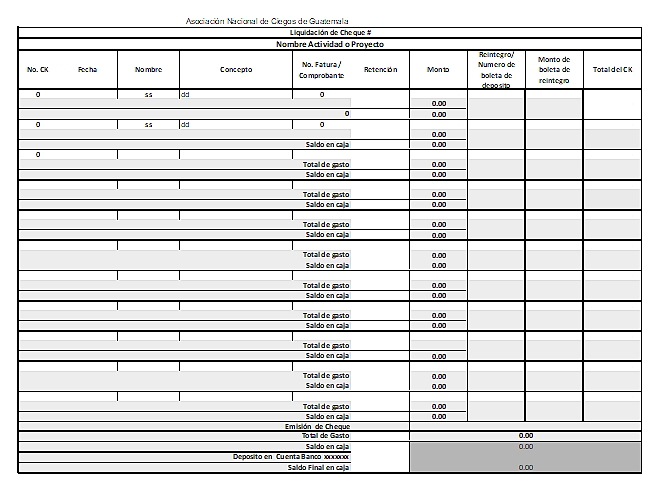 Asociación Nacional de Ciegos de Guatemala
Liquidación de Cheque #
Nombre Actividad o Proyecto
No. CK Fecha Nombre Concepto No. Fatura / Comprobante Retención Monto Reintegro/ Numero de boleta de deposito Monto de boleta de reintegro Total del CK
0 ss dd 0
0.00
0 0.00
0 ss dd 0
0.00
Saldo en caja 0.00
0
Total de gasto 0.00
Saldo en caja 0.00
Total de gasto 0.00
Saldo en caja 0.00
Total de gasto 0.00
Saldo en caja 0.00
Total de gasto 0.00
Saldo en caja 0.00
Total de gasto 0.00
Saldo en caja 0.00
Total de gasto 0.00
Saldo en caja 0.00
Total de gasto
Saldo en caja 0.00
Total de gasto 0.00
Saldo en caja 0.00
Total de gasto 0.00
Saldo en caja 0.00
Emisión de Cheque
Total de Gasto 0.00
Saldo en caja 0.00
Deposito en Cuenta Banco xxxxxxx
Saldo Final en caja 0.00